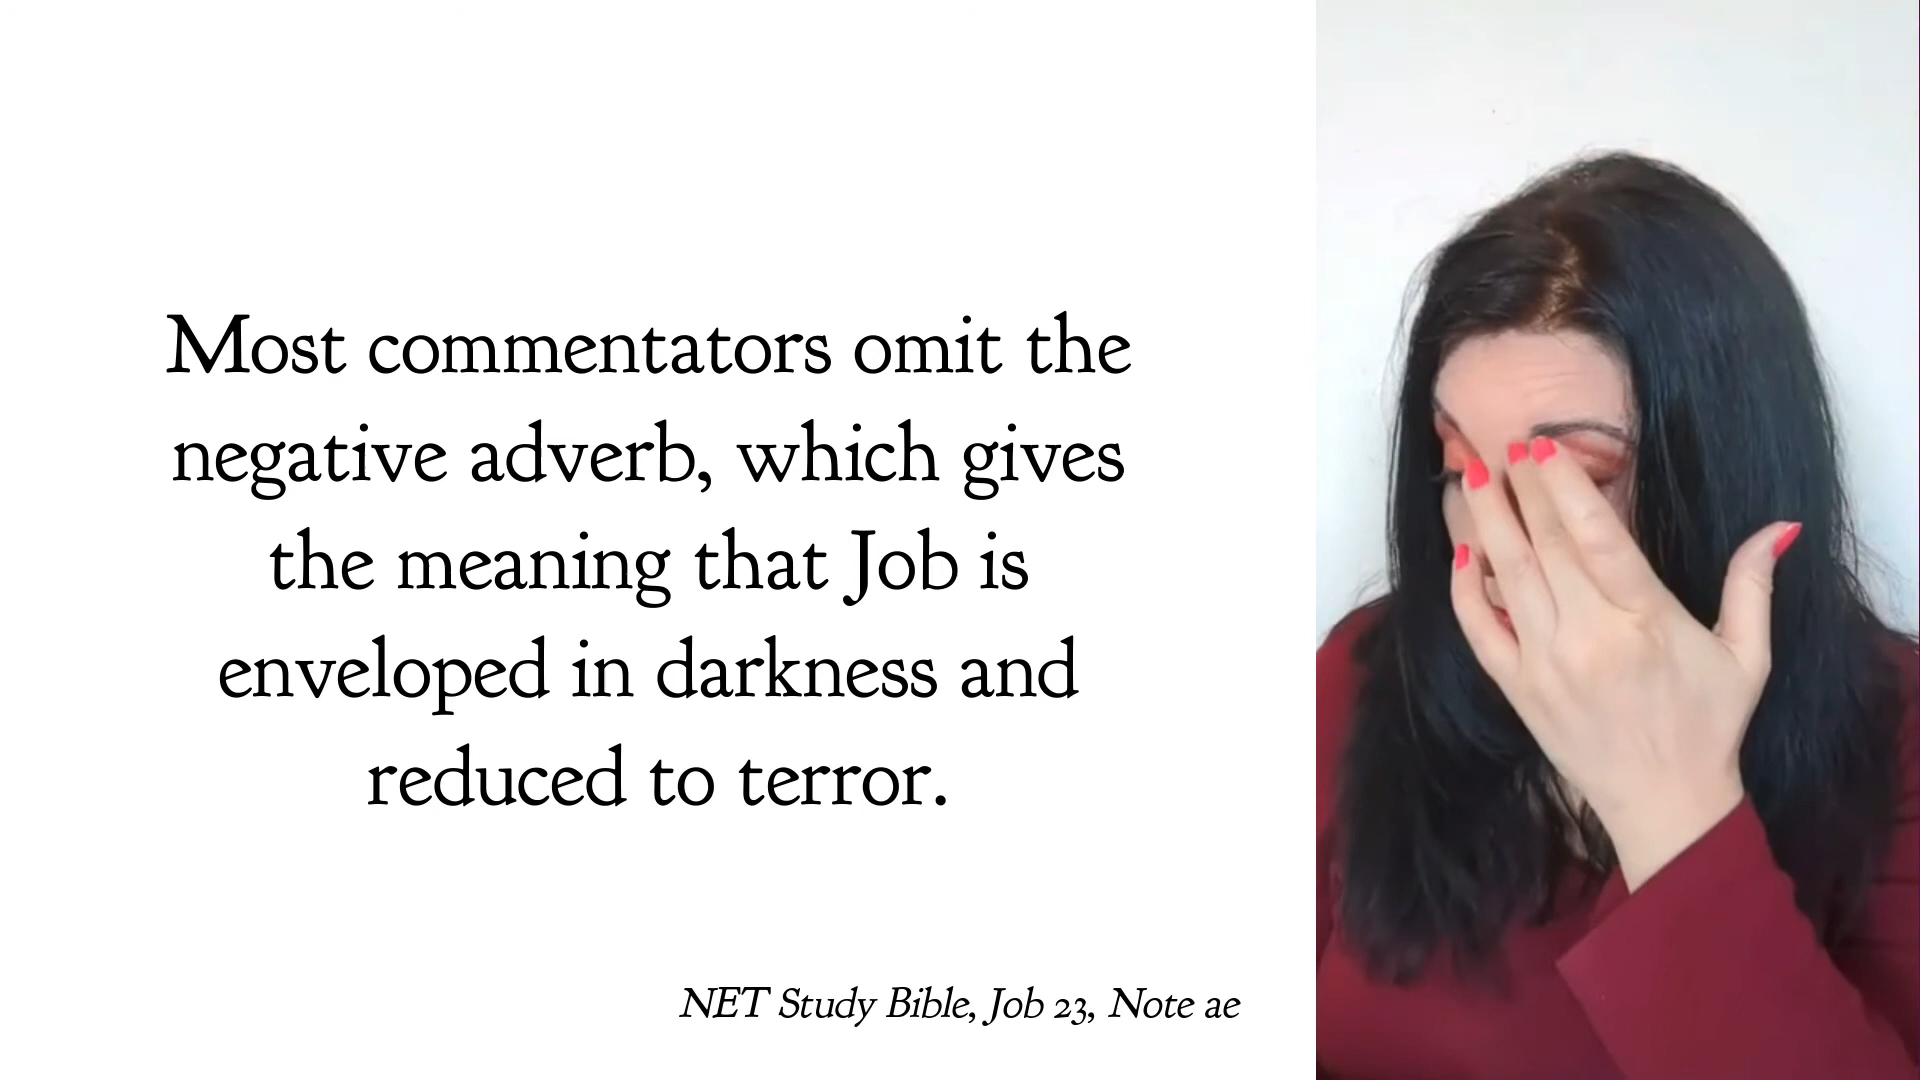 Most commentators omit the
negative adverb, which gives
the meaning that Job is
enveloped in darkness and
reduced to terror.
NET Study Bible, Job 23, Note ae